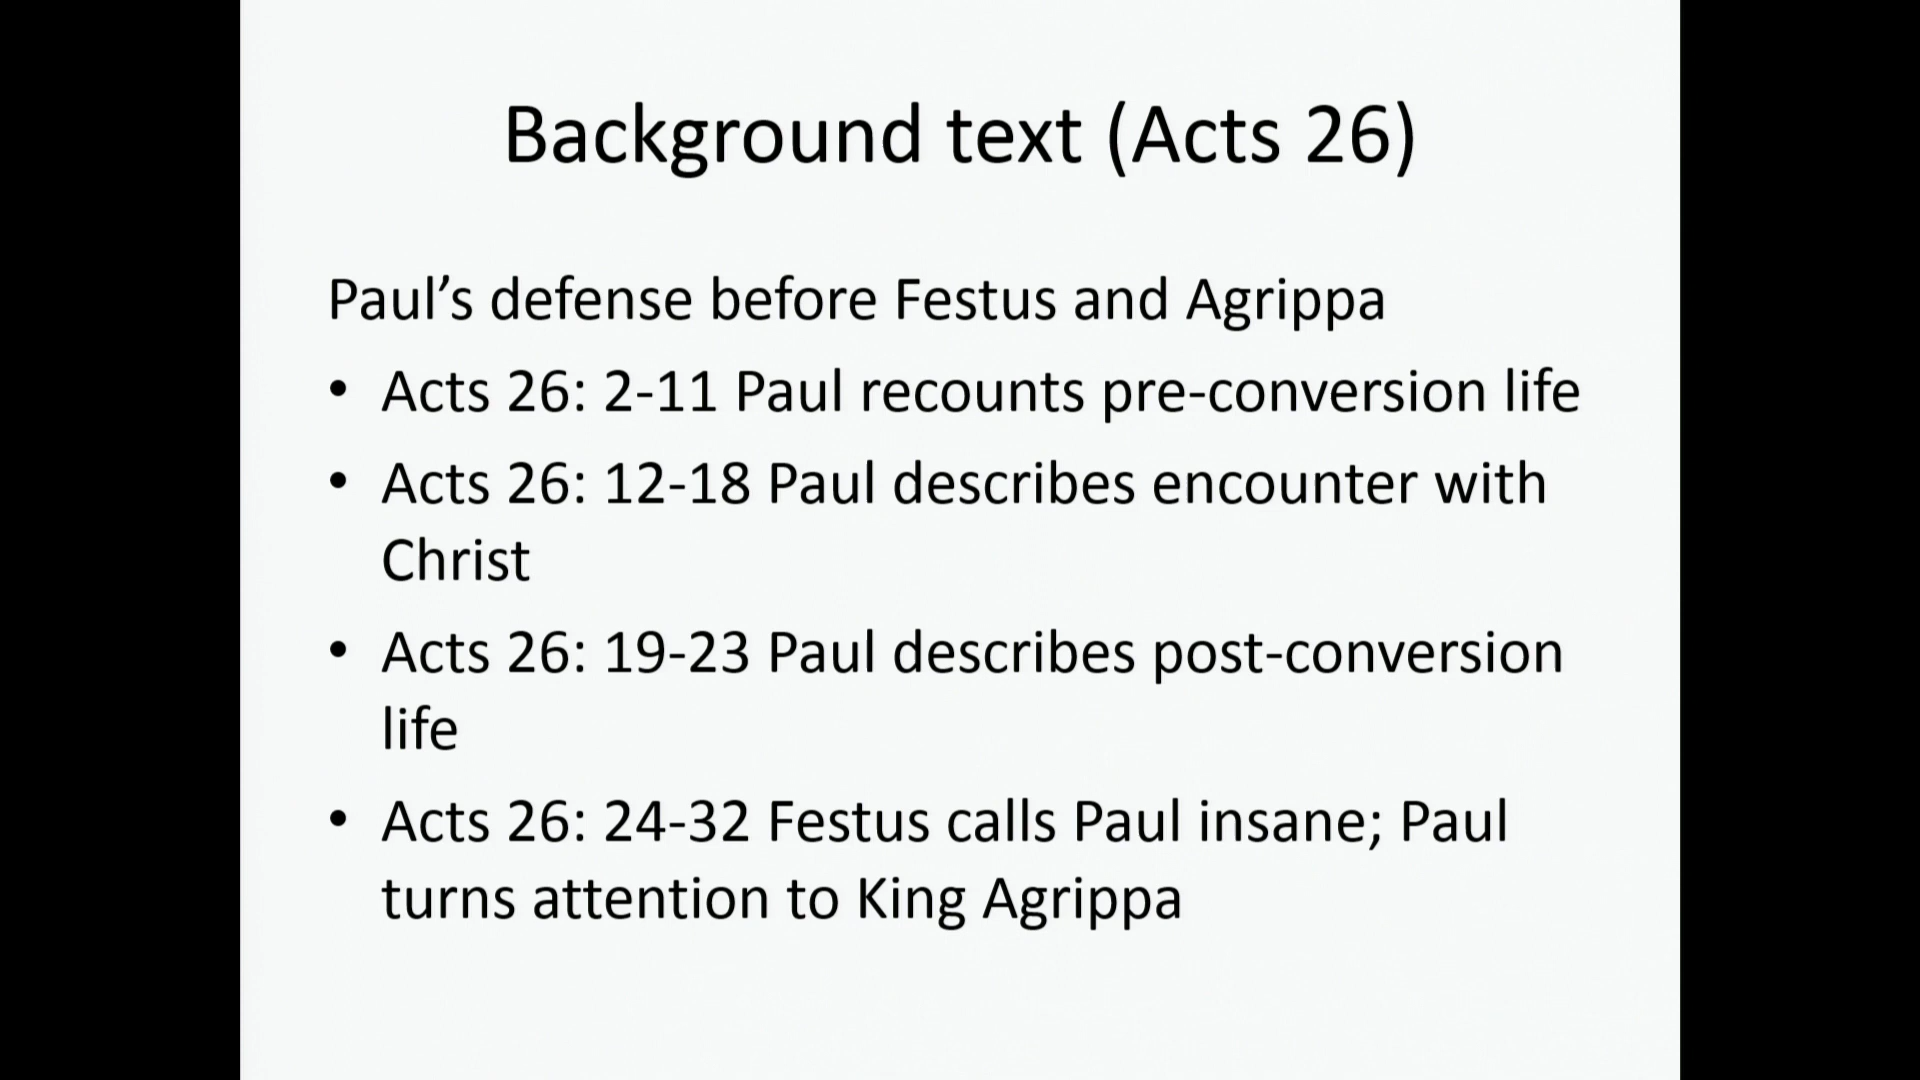 Background text (Acts 26)
Paul’s defense before Festus and Agrippa
• Acts 26: 2-11 Paul recounts pre-conversion life
• Acts 26: 12-18 Paul describes encounter with
Christ
• Acts 26: 19-23 Paul describes post-conversion
life
• Acts 26: 24-32 Festus calls Paul insane; Paul
turns attention to King Agrippa